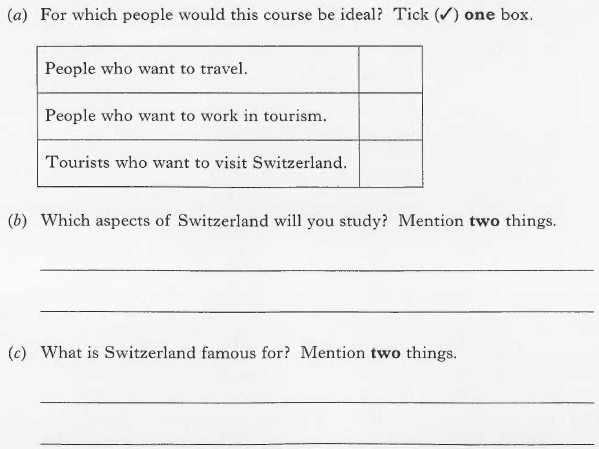 (a) For which people would this course be ideal? Tick (✓) one box.
People who want to travel.
People who want to work in tourism.
Tourists who want to visit Switzerland.
(b) Which aspects of Switzerland will you study? Mention two things.
(c) What is Switzerland famous for? Mention two things.